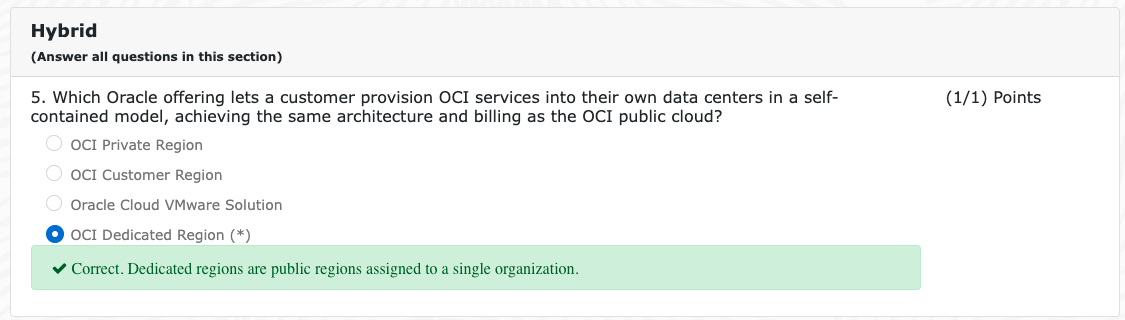 Hybrid
(Answer all questions in this section)
5. Which Oracle offering lets a customer provision OCI services into their own data centers in a self-
contained model, achieving the same architecture and billing as the OCI public cloud?
(1/1) Points
OCI Private Region
OCI Customer Region
Oracle Cloud VMware Solution
OCI Dedicated Region (*)
Correct. Dedicated regions are public regions assigned to a single organization.